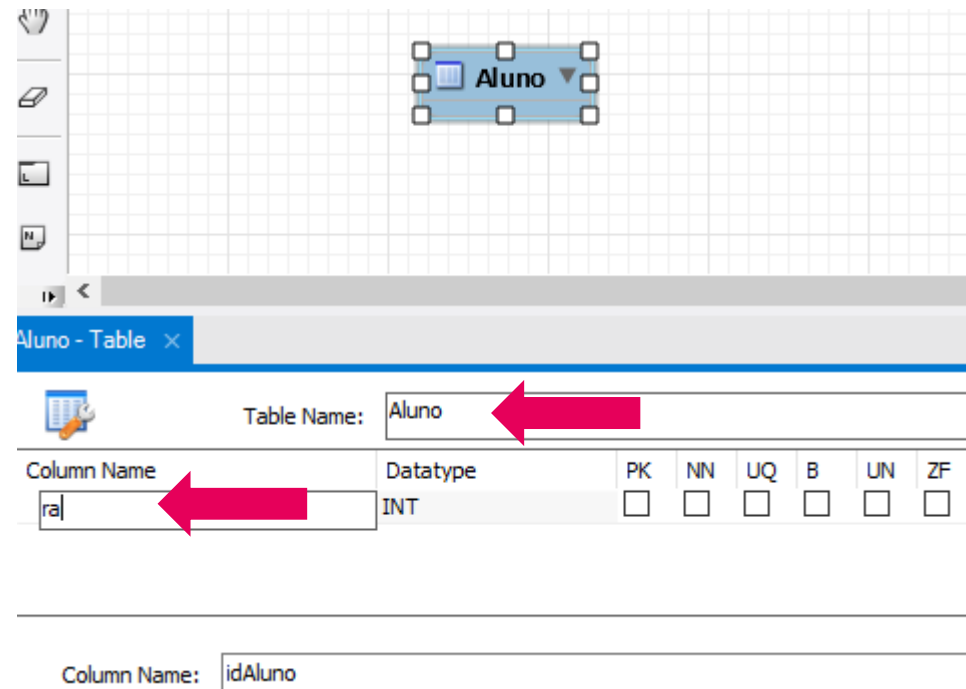 Aluno
L
N
Aluno - Table
Table Name: Aluno
Column Name Datatype PK NN UQ B UN ZF
ra INT
Column Name: idAluno